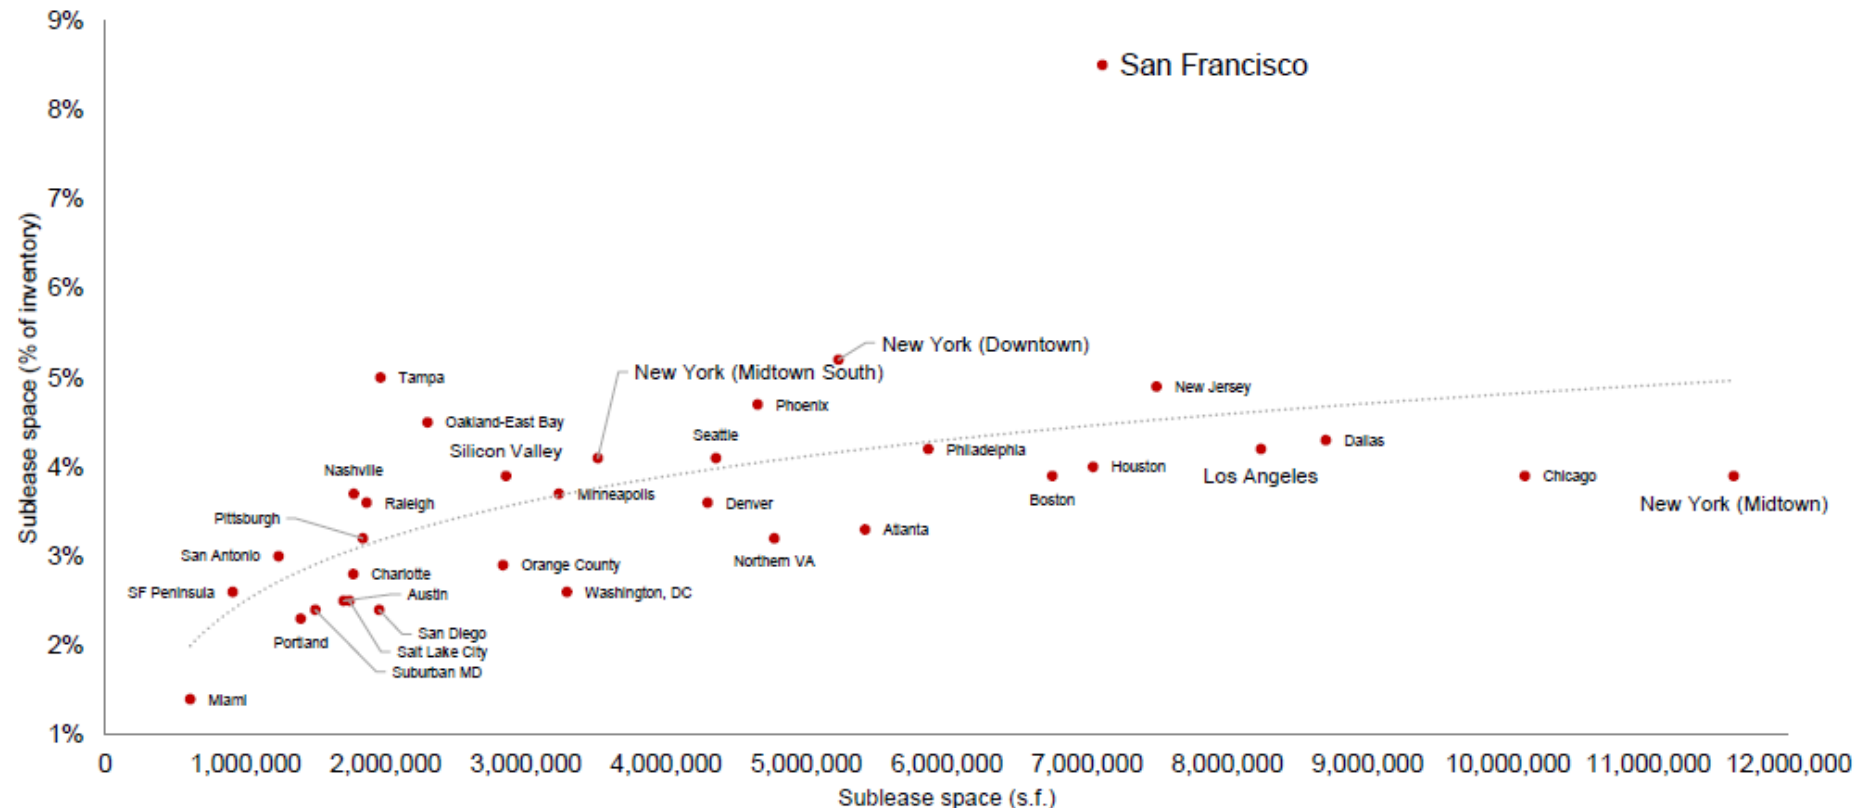 9%
San Francisco
8%
7%
Sublease space (% of inventory)
6%
New York (Downtown)
5%
Tampa
New York (Midtown South)
New Jersey
Phoenix
Oakland-East Bay
Seattle
Silicon Valley
Philadelphia
Dallas
4%
Nashville
Houston
Los Angeles
Chicago
Minneapolis
Boston
Raleigh
Denver
New York (Midtown)
Pittsburgh
Atlanta
3%
San Antonio
Orange County
Northern VA
Charlotte
SF Peninsula
Austin
Washington, DC
San Diego
2%
Portland
Salt Lake City
Suburban MD
Miami
1%
0
1,000,000
2,000,000
3,000,000
4,000,000
5,000,000
6,000,000
7,000,000
8,000,000
9,000,000
10,000,000
11,000,000
12,000,000
Sublease space (s.f.)